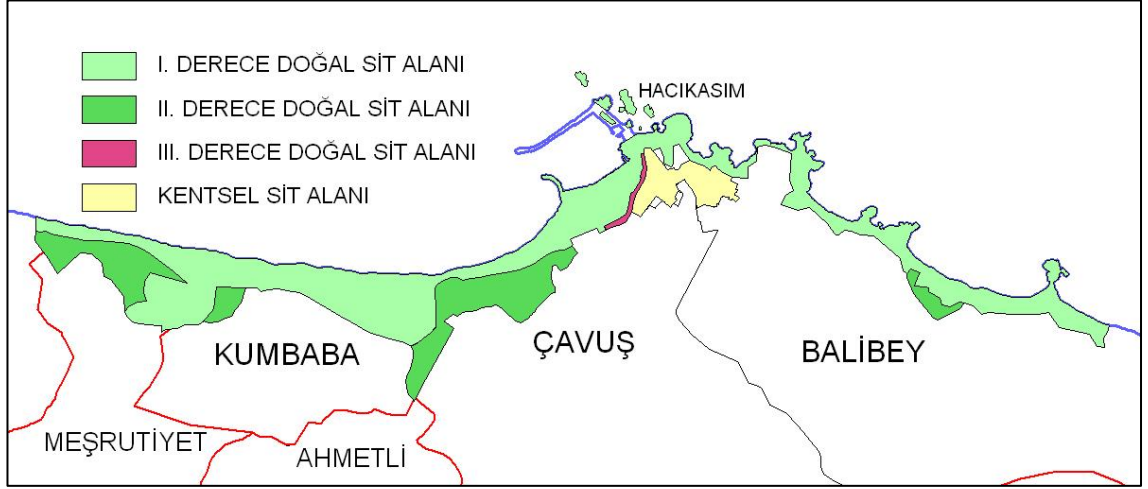 I. DERECE DOĞAL SİT ALANI
II. DERECE DOĞAL SİT ALANI
III. DERECE DOĞAL SİT ALANI
KENTSEL SİT ALANI
HACIKASIM
KUMBABA
ÇAVUŞ
BALİBEY
MEŞRUTİYET
AHMETLİ